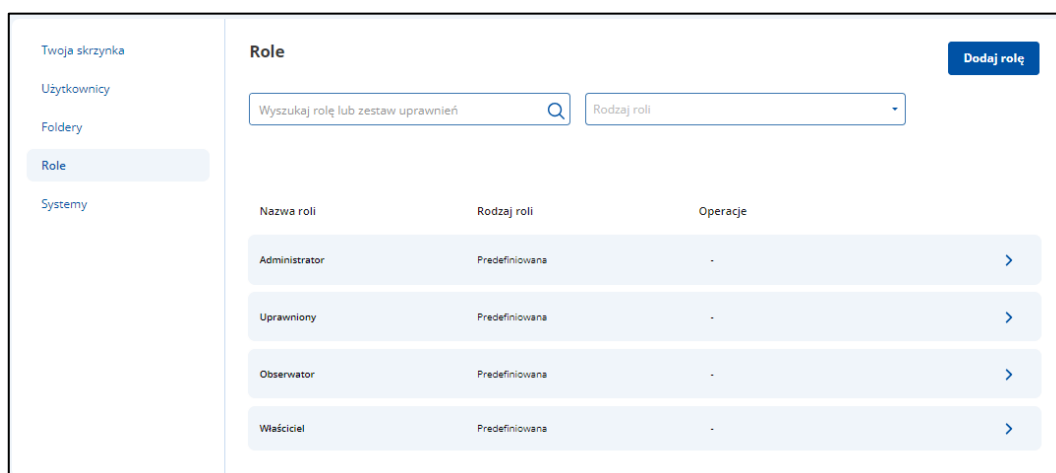 Twoja skrzynka
Użytkownicy
Foldery
Role
Systemy
Role
Dodaj rolę
Wyszukaj rolę lub zestaw uprawnień
Rodzaj roli
Nazwa roli Rodzaj roli Operacje
Administrator Predefiniowana -
Uprawniony Predefiniowana -
Obserwator Predefiniowana -
Właściciel Predefiniowana -